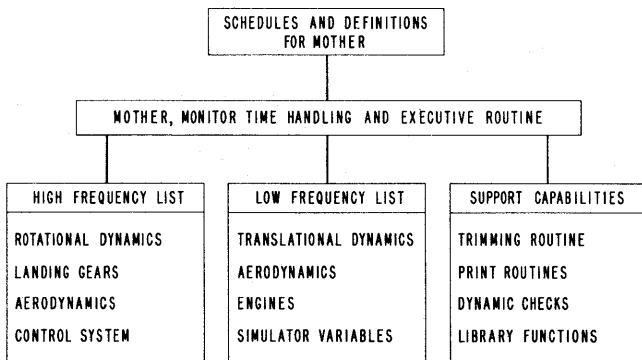 SCHEDULES AND DEFINITIONS
FOR MOTHER
MOTHER, MONITOR TIME HANDLING AND EXECUTIVE ROUTINE
HIGH FREQUENCY LIST
ROTATIONAL DYNAMICS
LANDING GEARS
AERODYNAMICS
CONTROL SYSTEM
LOW FREQUENCY LIST
TRANSLATIONAL DYNAMICS
AERODYNAMICS
ENGINES
SIMULATOR VARIABLES
SUPPORT CAPABILITIES
TRIMMING ROUTINE
PRINT ROUTINES
DYNAMIC CHECKS
LIBRARY FUNCTIONS